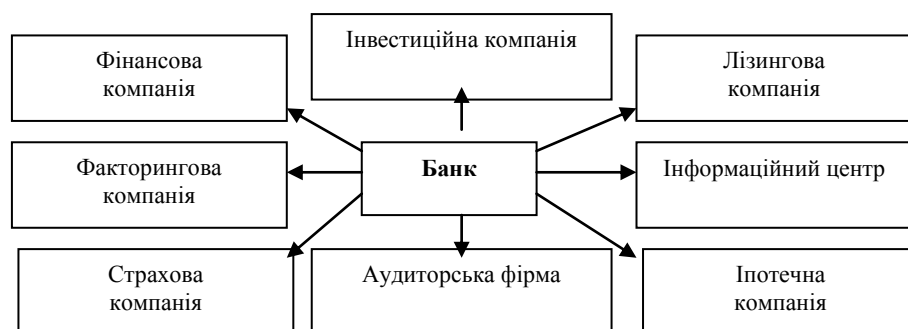 Інвестиційна компанія
Фінансова
компанія
Лізингова
компанія
Факторингова
компанія
Банк
Інформаційний центр
Страхова
компанія
Аудиторська фірма
Іпотечна
компанія